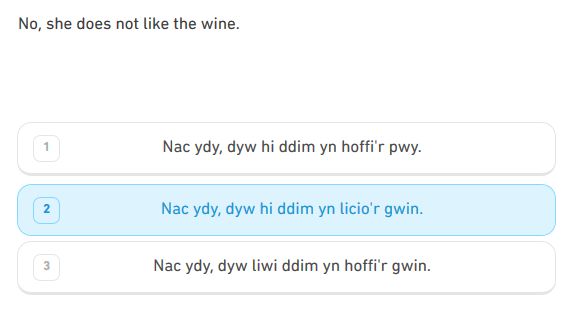 No, she does not like the wine.
1 Nac ydy, dyw hi ddim yn hoffi'r pwy.
2 Nac ydy, dyw hi ddim yn licio'r gwin.
3 Nac ydy, dyw liwi ddim yn hoffi'r gwin.